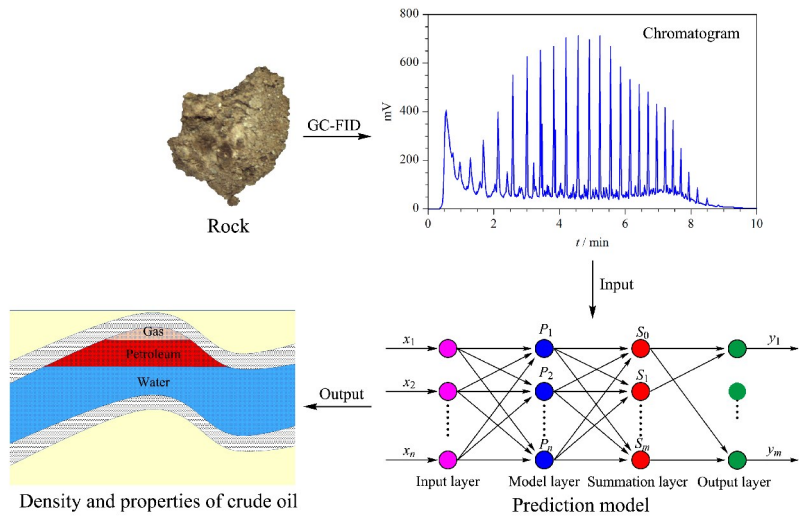 Rock
GC-FID
Chromatogram
mV
800
600
400
200
0
0
2
4
6
8
10
t / min
Input
x1
x2
xn
P1
P2
Pn
S0
S1
Sm
y1
ym
Input layer
Model layer
Summation layer
Output layer
Prediction model
Output
Gas
Petroleam
Water
Density and properties of crude oil